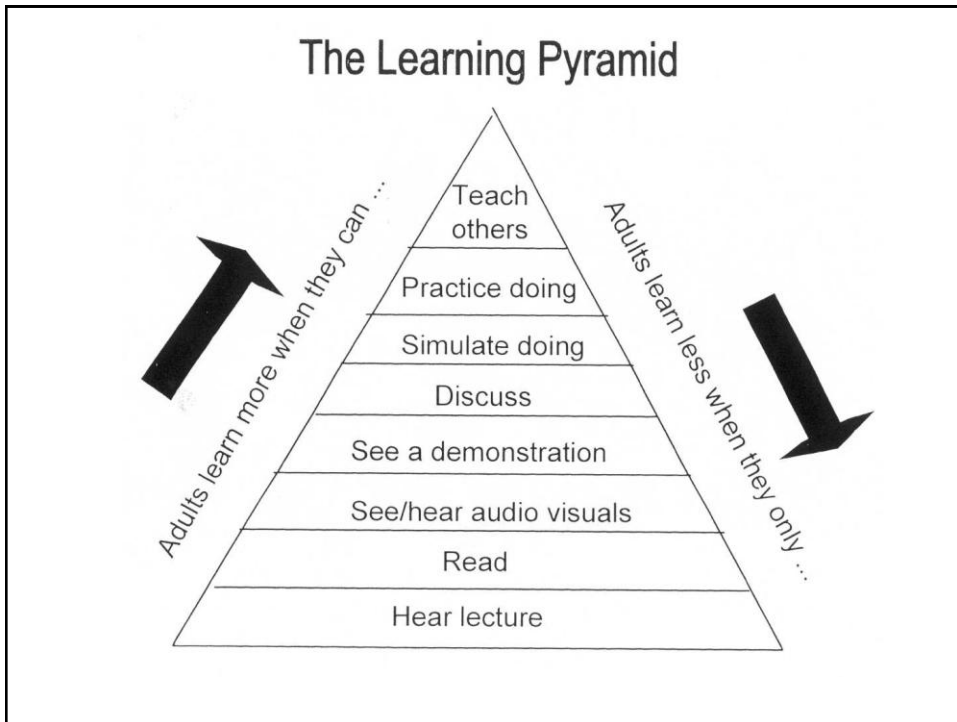 The Learning Pyramid
Adults learn more when they can ...
Teach
others
Practice doing
Simulate doing
Discuss
See a demonstration
See/hear audio visuals
Read
Hear lecture
Adults learn less when they only ...